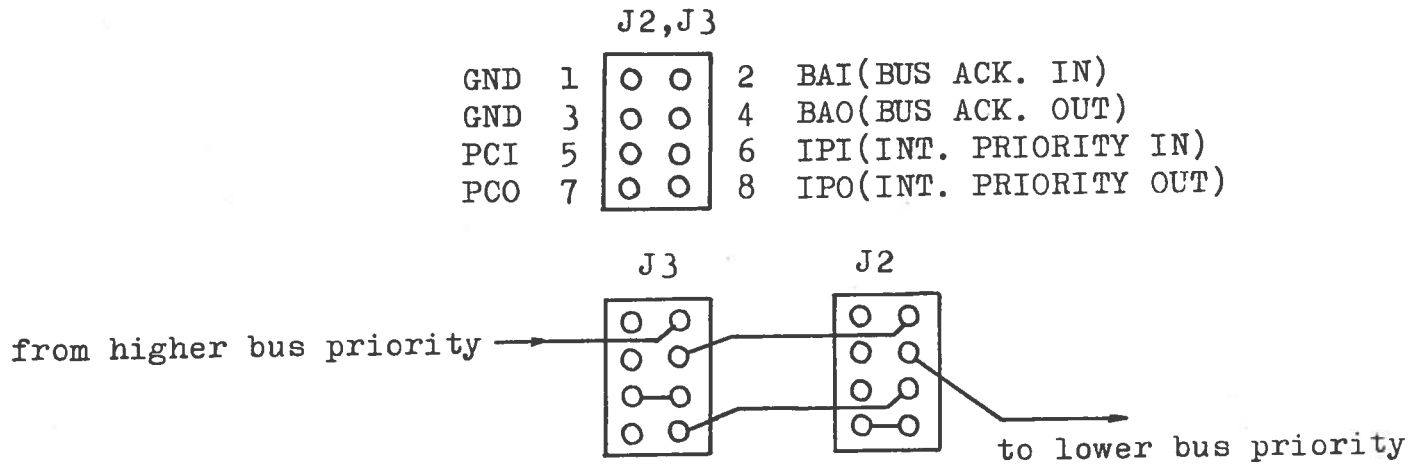 J2,J3
GND 1 2 BAI(BUS ACK. IN)
GND 3 4 BAO(BUS ACK. OUT)
PCI 5 6 IPI(INT. PRIORITY IN)
PCO 7 8 IPO(INT. PRIORITY OUT)
J3 J2
from higher bus priority
to lower bus priority